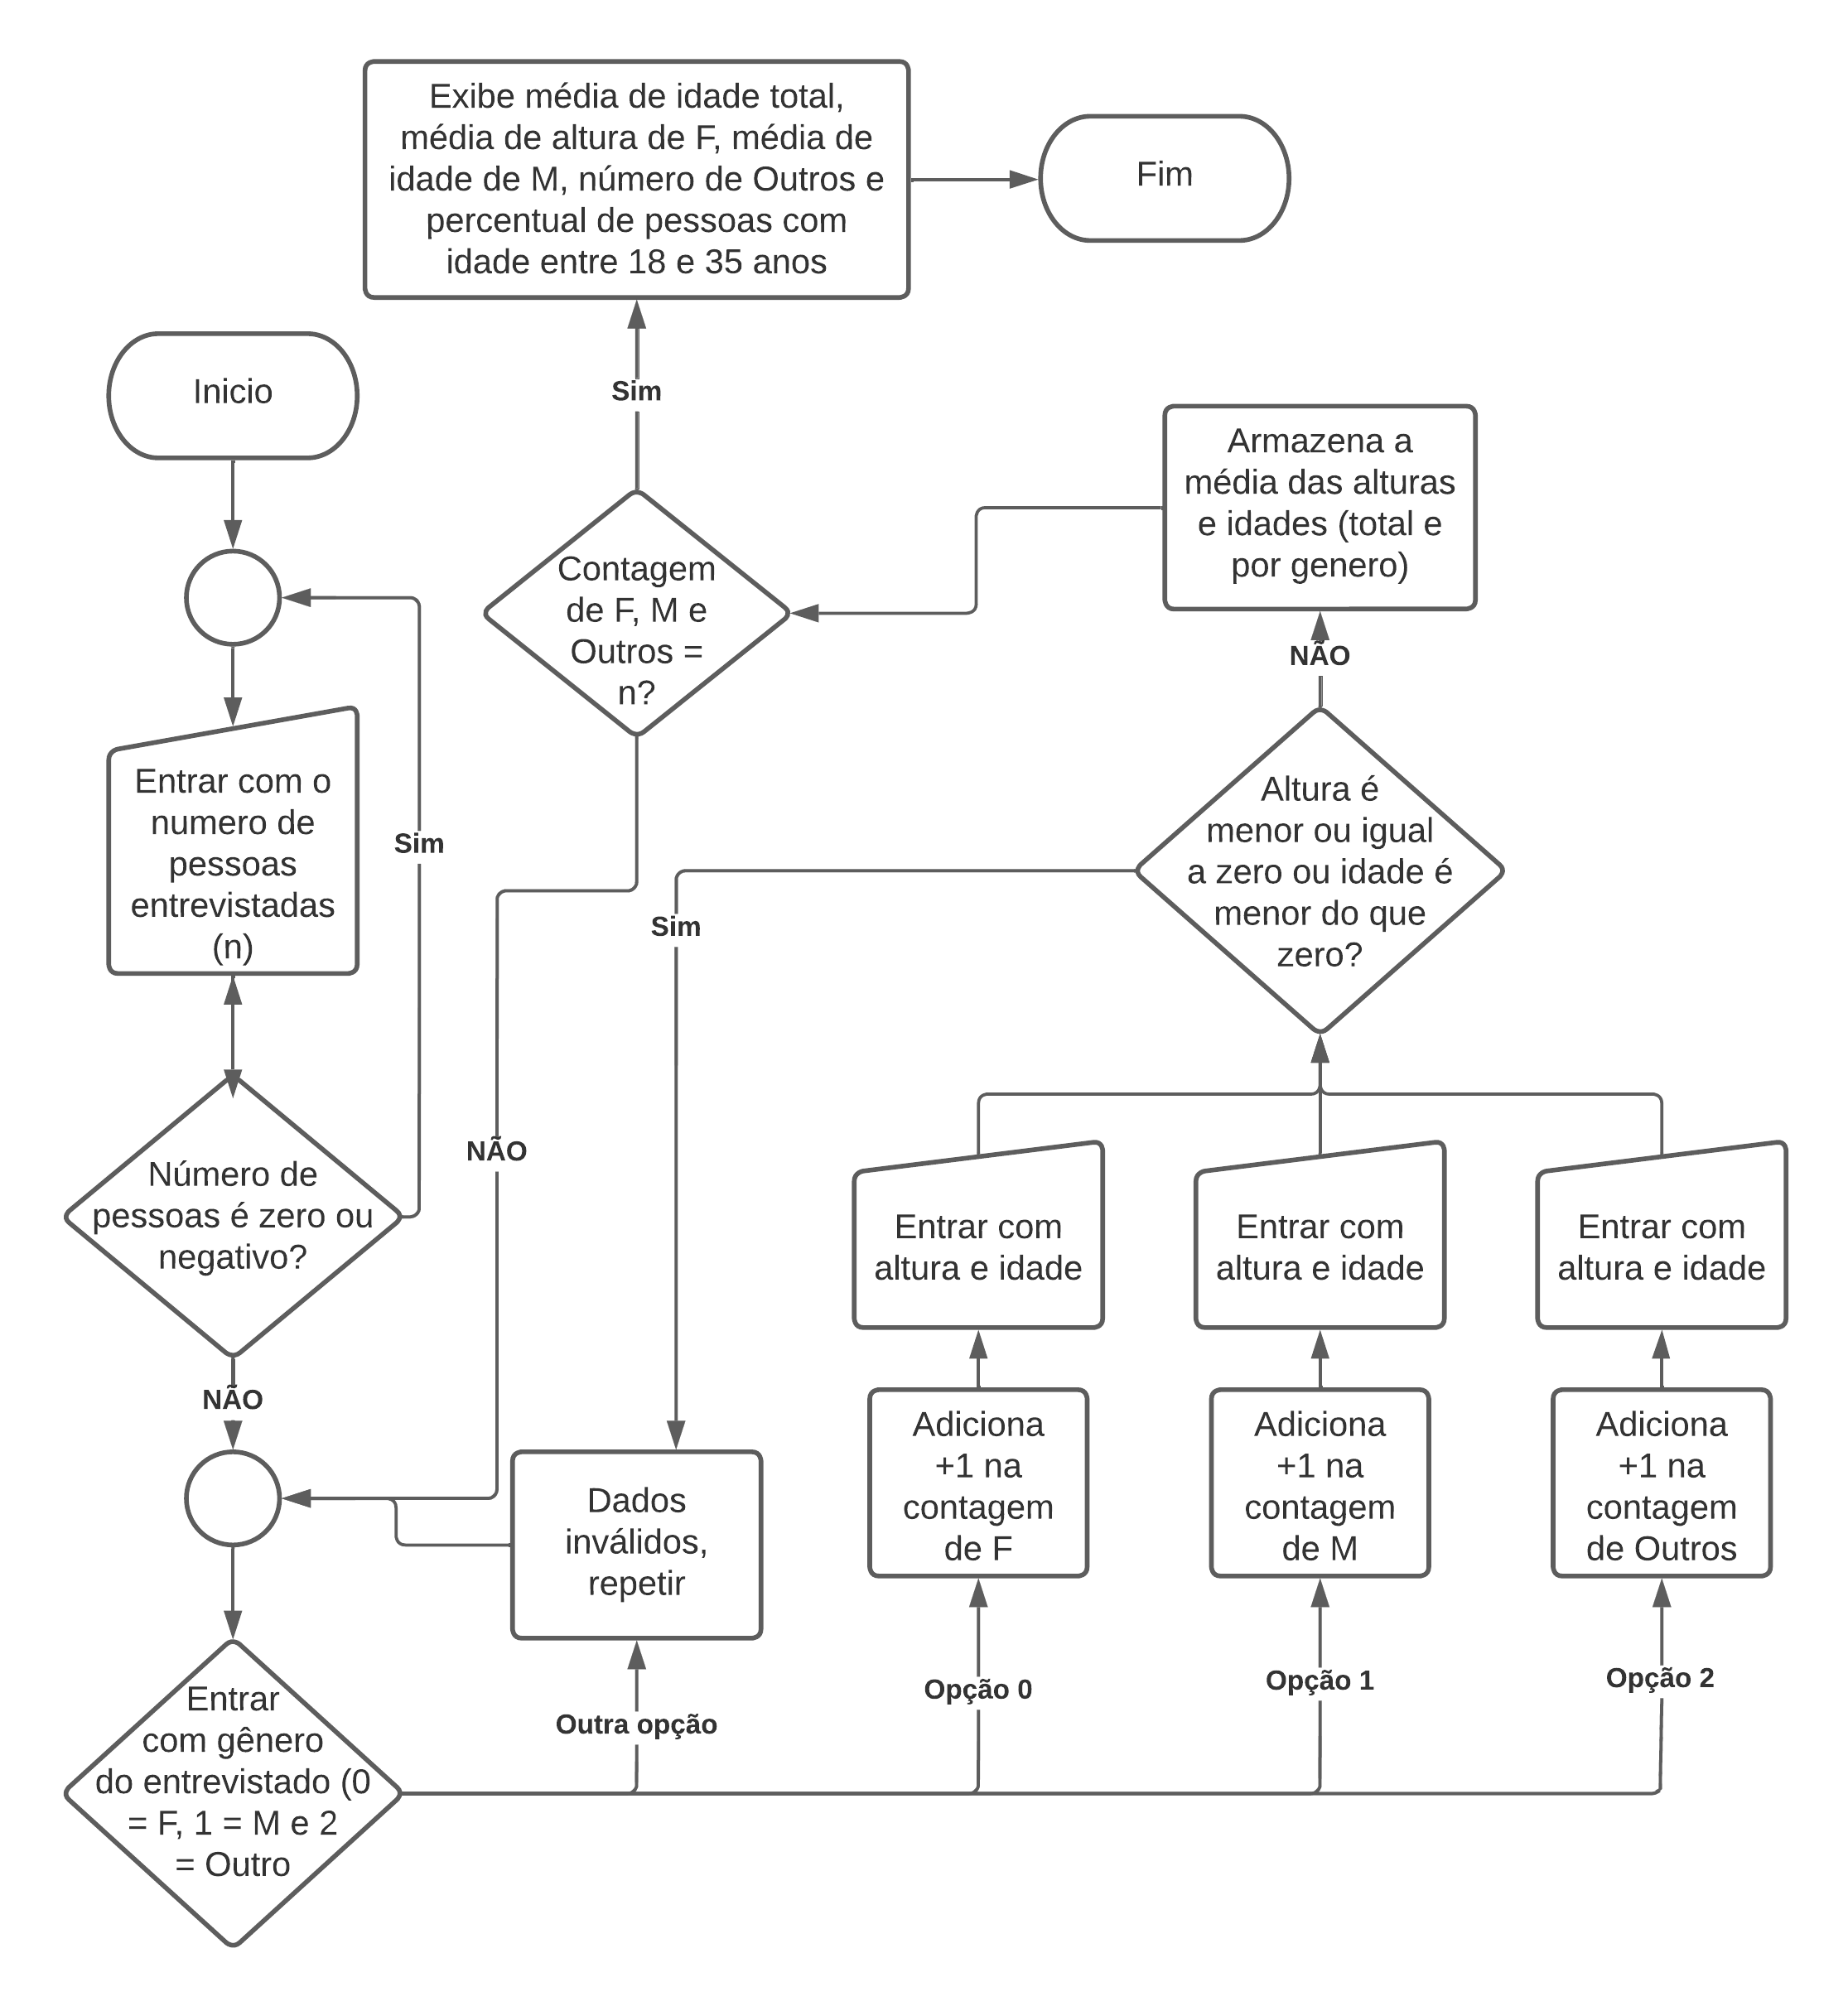 Exibe média de idade total,
média de altura de F, média de
idade de M, número de Outros e
percentual de pessoas com
idade entre 18 e 35 anos
Fim
Inicio
Sim
Armazena a
média das alturas
e idades (total e
por genero)
Contagem
de F, M e
Outros =
n?
NÃO
Entrar com o
numero de
pessoas
entrevistadas
(n)
Sim
Altura é
menor ou igual
a zero ou idade é
menor do que
zero?
Sim
NÃO
Número de
pessoas é zero ou
negativo?
Entrar com
altura e idade
Entrar com
altura e idade
Entrar com
altura e idade
NÃO
Dados
inválidos,
repetir
Adiciona
+1 na
contagem
de F
Adiciona
+1 na
contagem
de M
Adiciona
+1 na
contagem
de Outros
Outra opção
Opção 0
Opção 1
Opção 2
Entrar
com gênero
do entrevistado (0
= F, 1 = M e 2
= Outro